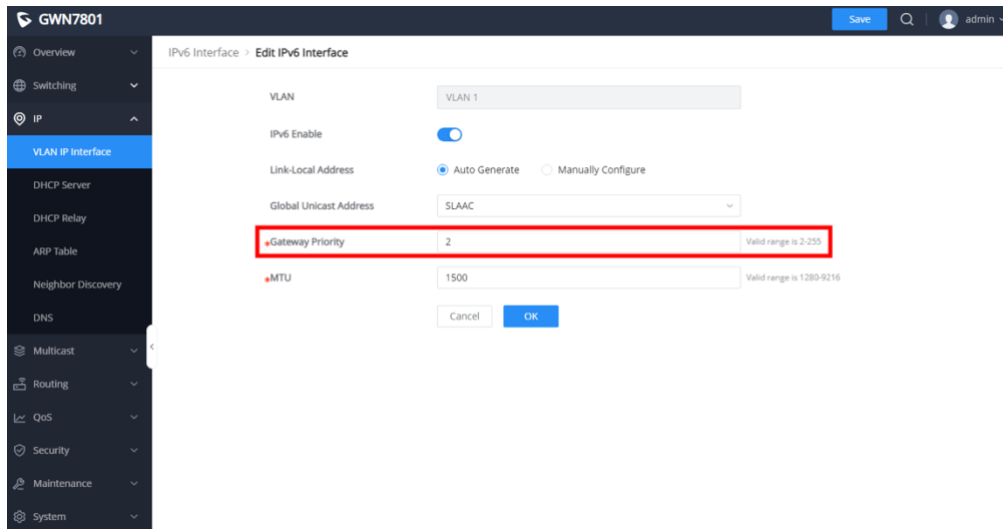 GWN7801
Save
admin
Overview
Switching
IP
VLAN IP Interface
DHCP Server
DHCP Relay
ARP Table
Neighbor Discovery
DNS
Multicast
Routing
QoS
Security
Maintenance
System
IPv6 Interface > Edit IPv6 Interface
VLAN VLAN 1
IPv6 Enable
Link-Local Address Auto Generate Manually Configure
Global Unicast Address SLAAC
*Gateway Priority 2 Valid range is 2-255
*MTU 1500 Valid range is 1280-9216
Cancel OK